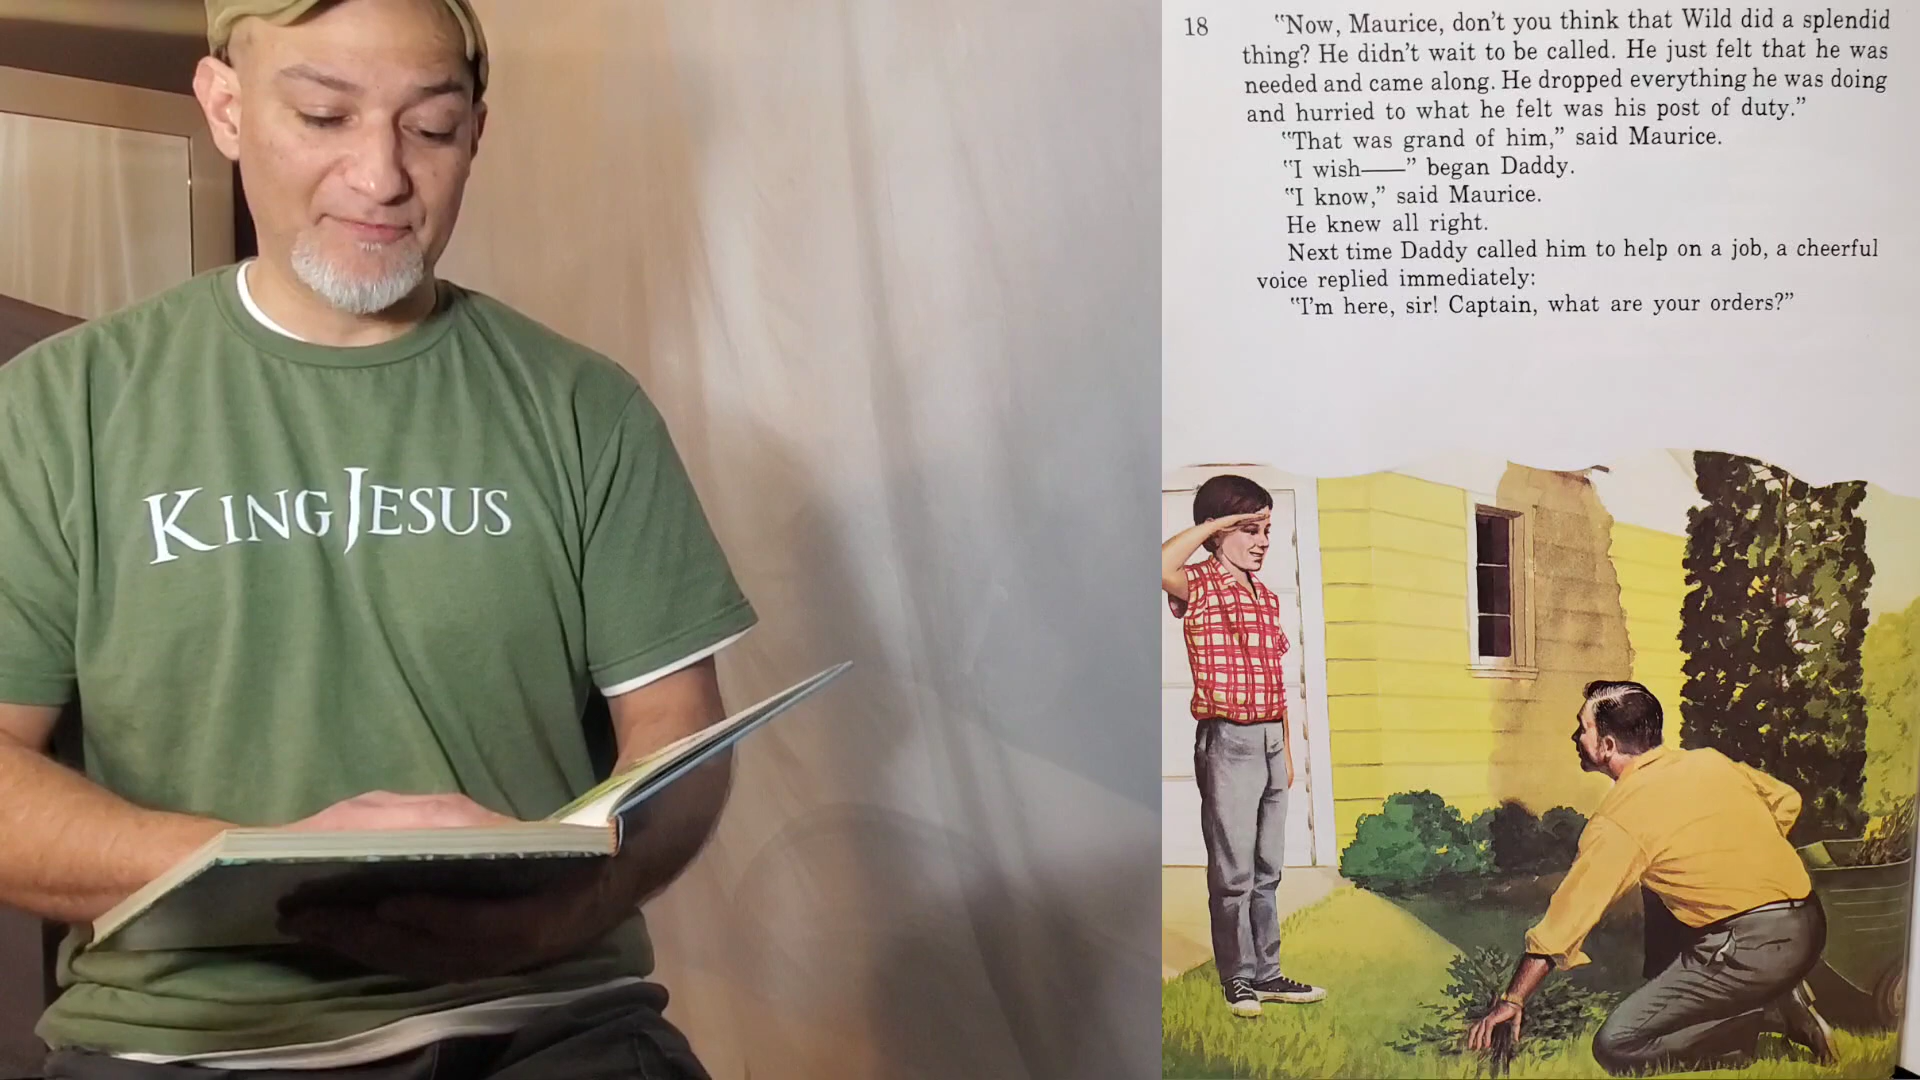 KING JESUS
18
"Now, Maurice, don't you think that Wild did a splendid
thing? He didn't wait to be called. He just felt that he was
needed and came along. He dropped everything he was doing
and hurried to what he felt was his post of duty."
"That was grand of him," said Maurice.
"I wish——" began Daddy.
"I know," said Maurice.
He knew all right.
Next time Daddy called him to help on a job, a cheerful
voice replied immediately:
"I'm here, sir! Captain, what are your orders?"